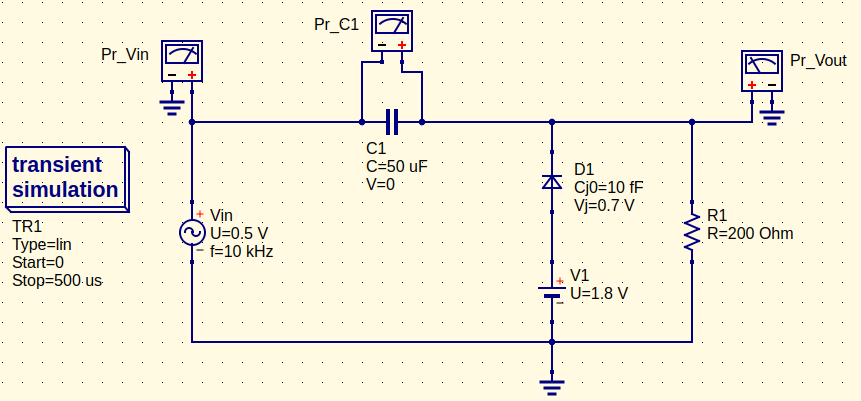 Pr_Vin
Pr_C1
Pr_Vout
C1
C=50 uF
V=0
transient
simulation
TR1
Type=lin
Start=0
Stop=500 us
Vin
U=0.5 V
f=10 kHz
D1
Cj0=10 fF
Vj=0.7 V
V1
U=1.8 V
R1
R=200 Ohm